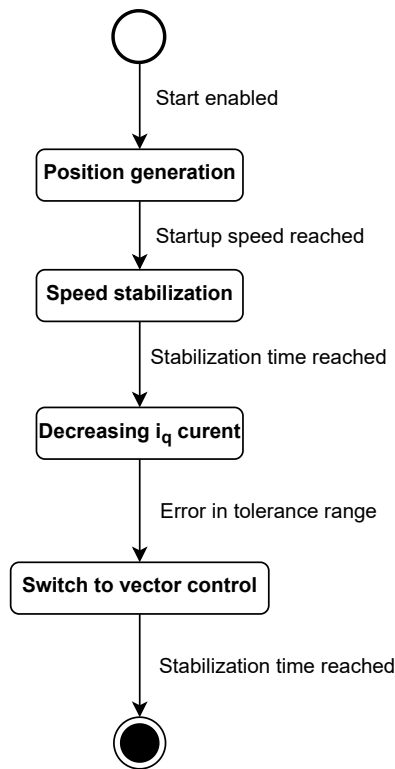 Start enabled
Position generation
Startup speed reached
Speed stabilization
Stabilization time reached
Decreasing iq curent
Error in tolerance range
Switch to vector control
Stabilization time reached